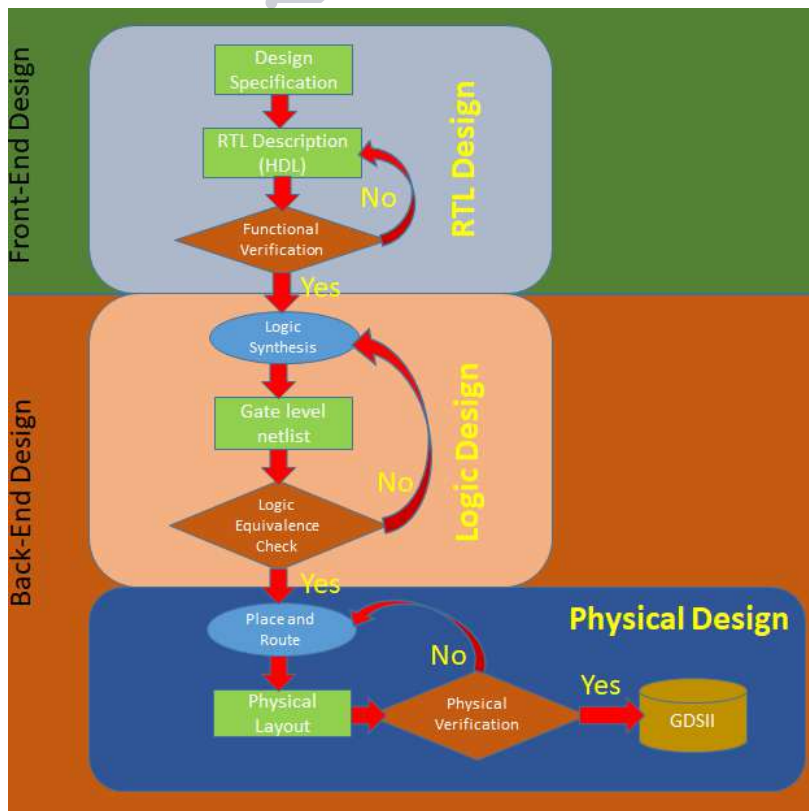 Front-End Design
Design
Specification
RTL Description
(HDL)
No
Functional
Verification
RTL Design
Yes
Back-End Design
Logic
Synthesis
Gate level
netlist
No
Logic
Equivalence
Check
Logic Design
Yes
Place and
Route
Physical Design
No
Physical
Layout
Physical
Verification
Yes
GDSII